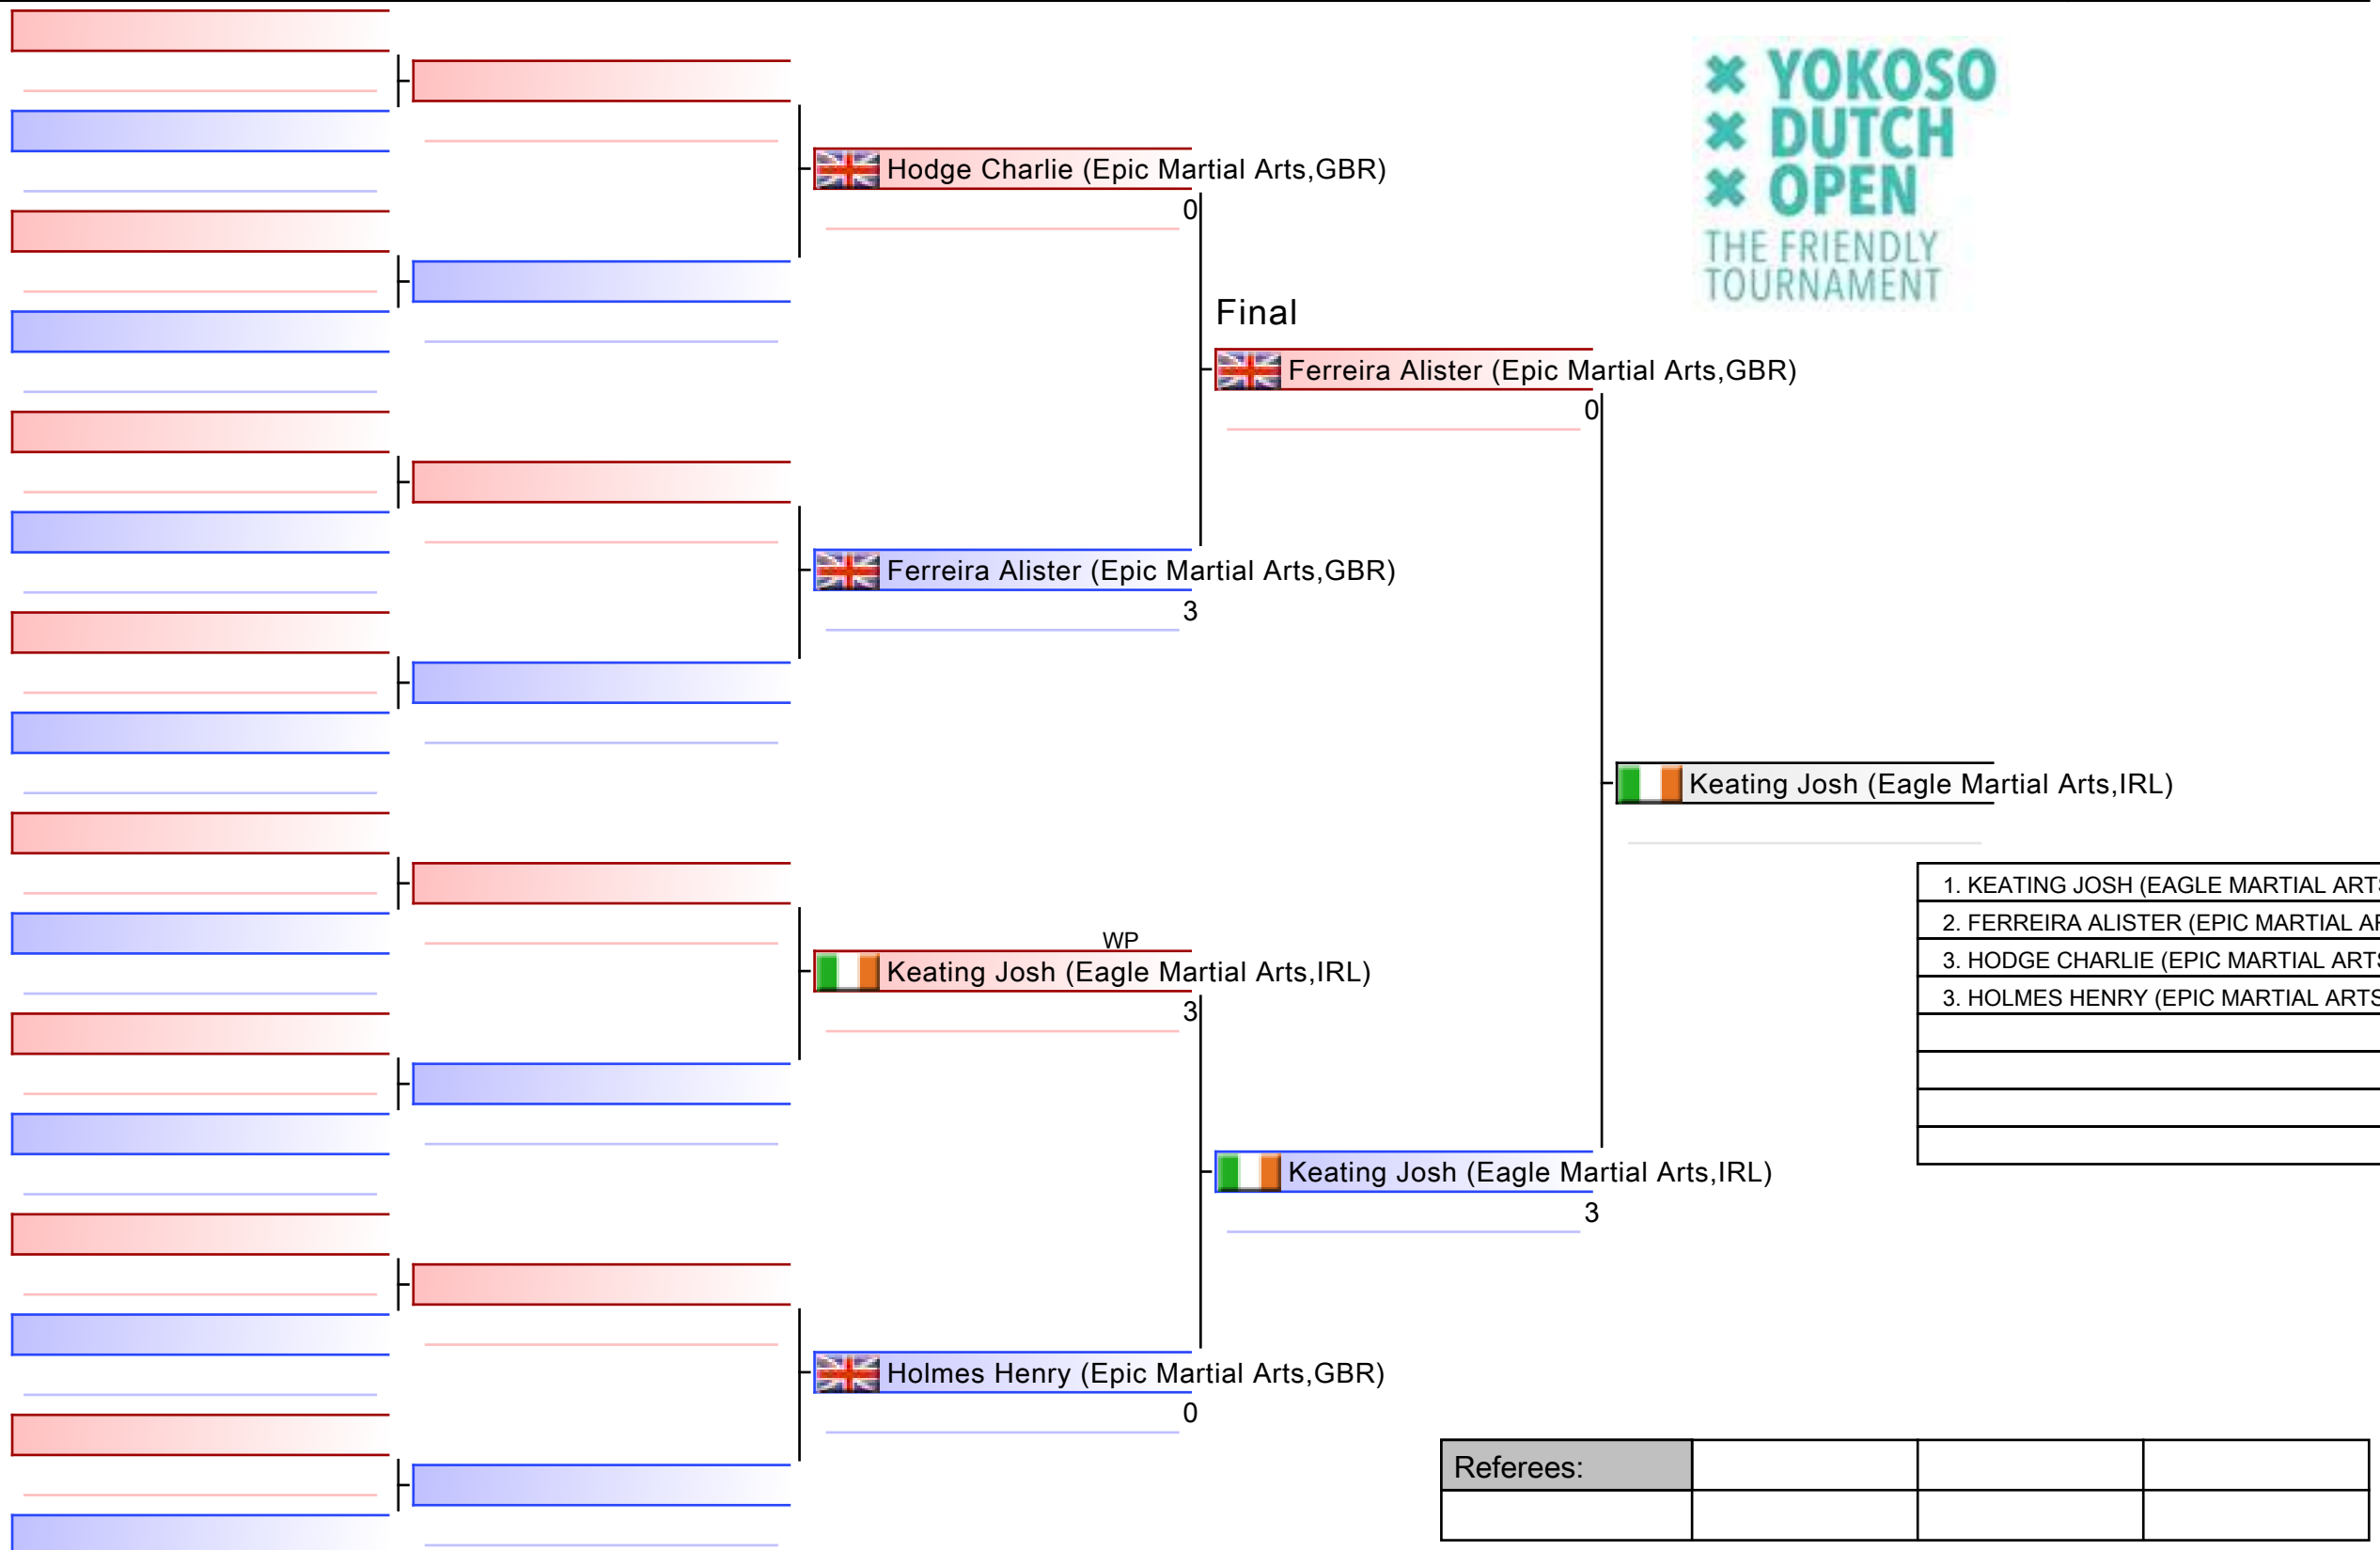 YOKOSO
DUTCH
OPEN
THE FRIENDLY
TOURNAMENT
Hodge Charlie (Epic Martial Arts,GBR)
0
Final
Ferreira Alister (Epic Martial Arts,GBR)
0
Ferreira Alister (Epic Martial Arts,GBR)
3
Keating Josh (Eagle Martial Arts,IRL)
1. KEATING JOSH (EAGLE MARTIAL ARTS
2. FERREIRA ALISTER (EPIC MARTIAL AR
3. HODGE CHARLIE (EPIC MARTIAL ARTS
3. HOLMES HENRY (EPIC MARTIAL ARTS
WP
Keating Josh (Eagle Martial Arts,IRL)
3
Keating Josh (Eagle Martial Arts,IRL)
3
Holmes Henry (Epic Martial Arts,GBR)
0
Referees: